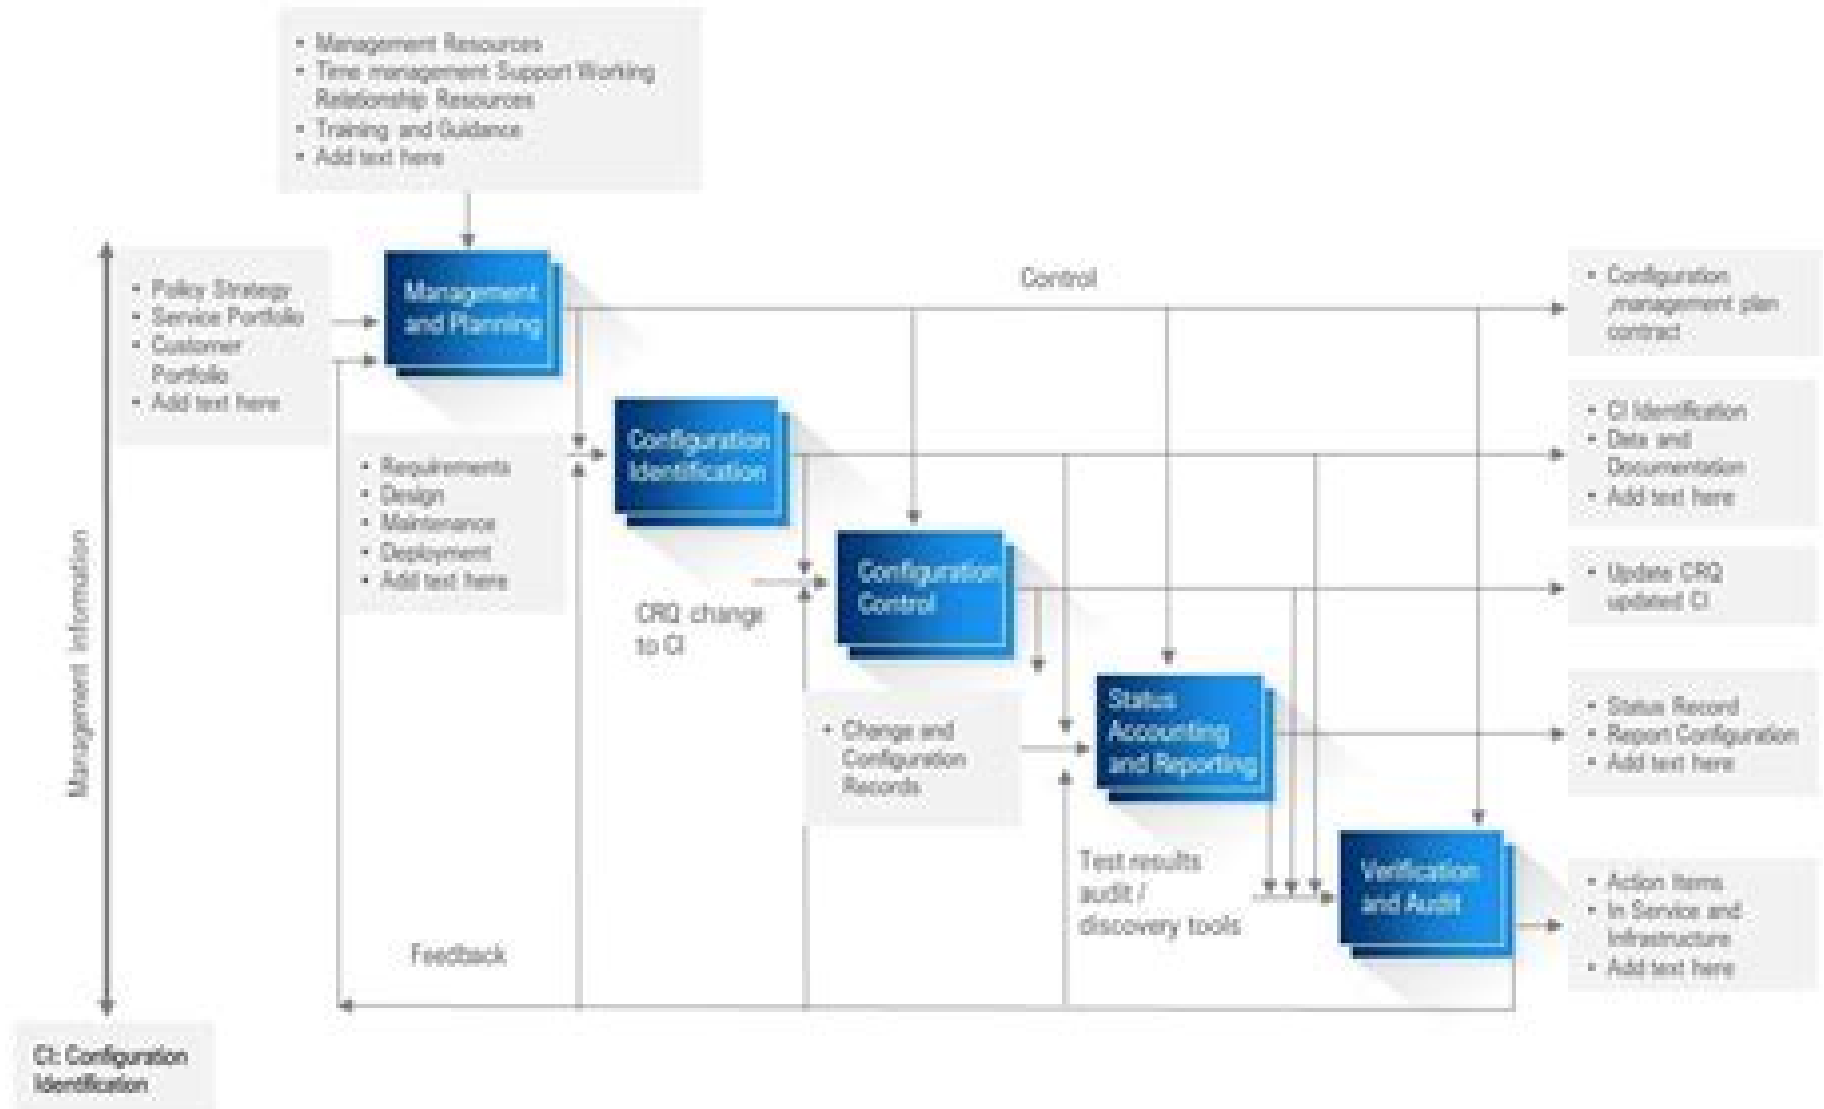 • Management Resources
• Time management Support Working
Relationship Resources
• Training and Guidance
• Add text here
• Policy Strategy
• Service Portfolio
• Customer
Portfolio
• Add text here
Management
and Planning
Control
• Configuration
,management plan
contract
Configuration
Identification
• CI Identification
• Data and
Documentation
• Add text here
• Requirements
• Design
• Maintenance
• Deployment
• Add text here
Configuration
Control
CRQ change
to CI
• Update CRQ
updated CI
Management Information
Status
Accounting
and Reporting
• Change and
Configuration
Records
• Status Record
• Report Configuration
• Add text here
Test results
audit /
discovery tools
Verification
and Audit
• Action Items
• In Service and
Infrastructure
• Add text here
Feedback
CI: Configuration
Identification